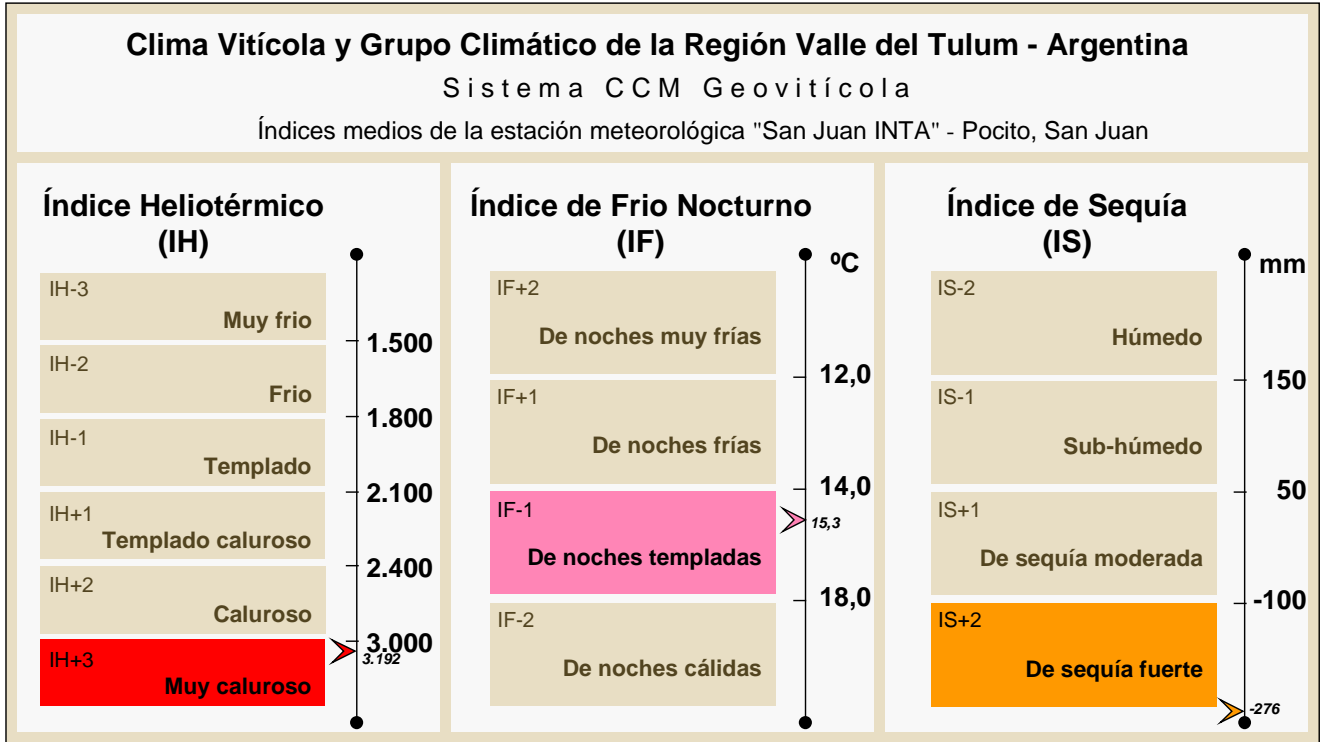 Clima Vitícola y Grupo Climático de la Región Valle del Tulum - Argentina
Sistema CCM Geovitícola
Índices medios de la estación meteorológica "San Juan INTA" - Pocito, San Juan
Índice Heliotérmico
(IH)
IH-3
Muy frio
1.500
IH-2
Frio
1.800
IH-1
Templado
2.100
IH+1
Templado caluroso
2.400
IH+2
Caluroso
3.000
3.192
IH+3
Muy caluroso
Índice de Frio Nocturno
(IF)
ºC
IF+2
De noches muy frías
12,0
IF+1
De noches frías
14,0
IF-1
15,3
De noches templadas
18,0
IF-2
De noches cálidas
Índice de Sequía
(IS)
mm
IS-2
Húmedo
150
IS-1
Sub-húmedo
50
IS+1
De sequía moderada
-100
IS+2
De sequía fuerte
-276